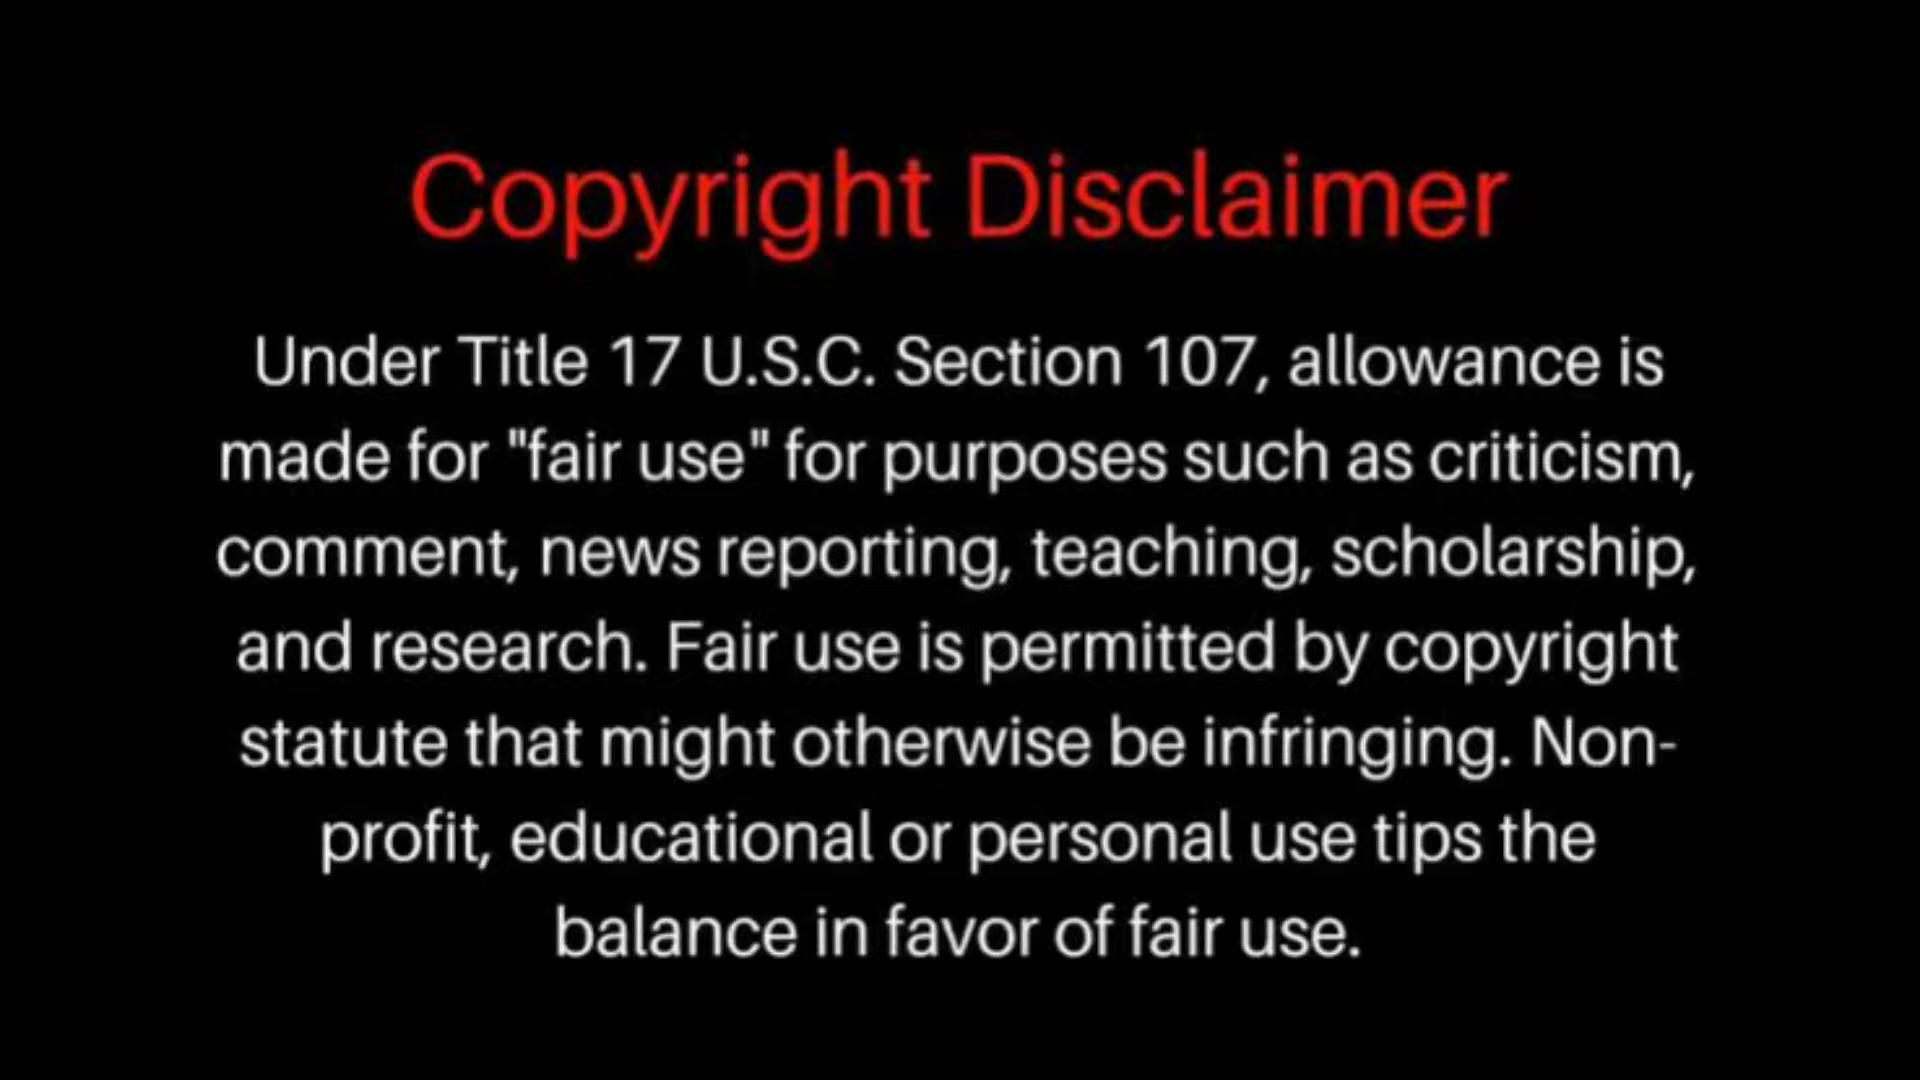 Copyright Disclaimer
Under Title 17 U.S.C. Section 107, allowance is
made for "fair use" for purposes such as criticism,
comment, news reporting, teaching, scholarship,
and research. Fair use is permitted by copyright
statute that might otherwise be infringing. Non-
profit, educational or personal use tips the
balance in favor of fair use.